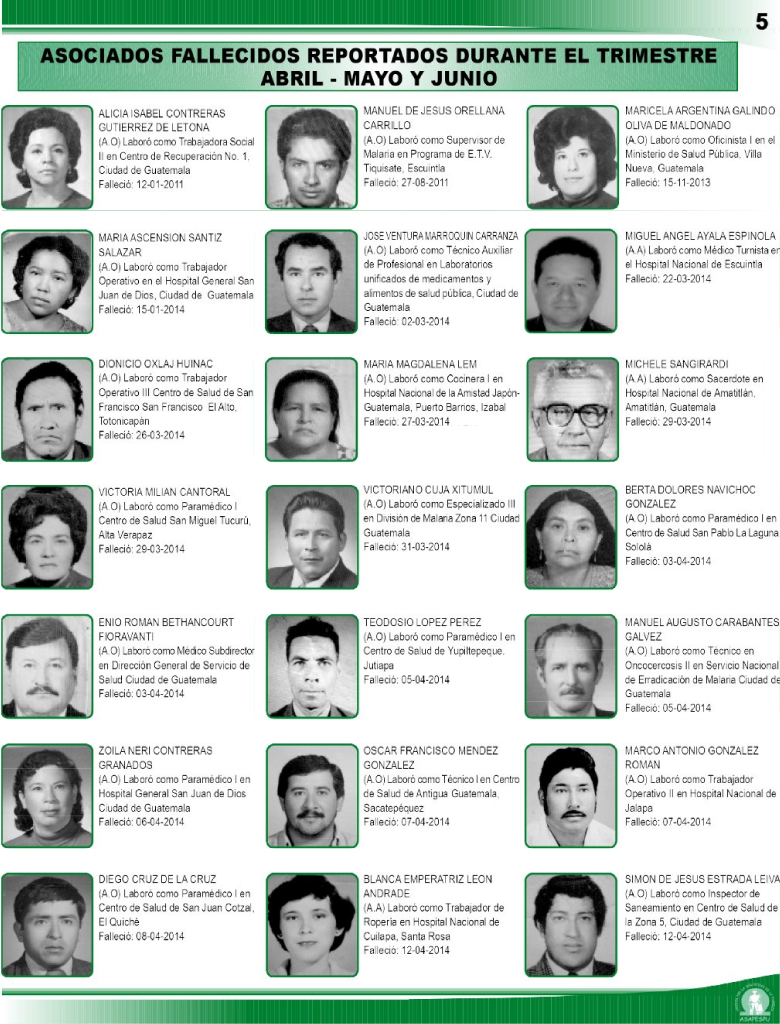 5
ASOCIADOS FALLECIDOS REPORTADOS DURANTE EL TRIMESTRE
ABRIL - MAYO Y JUNIO
ALICIA ISABEL CONTRERAS
GUTIERREZ DE LETONA
(A.O) Laboró como Trabajadora Social
II en Centro de Recuperación No. 1,
Ciudad de Guatemala
Falleció: 12-01-2011
MANUEL DE JESUS ORELLANA
CARRILLO
(A.O) Laboró como Supervisor de
Malaria en Programa de E.T.V.
Tiquisate, Escuintla
Falleció: 27-08-2011
MARICELA ARGENTINA GALINDO
OLIVA DE MALDONADO
(A.O) Laboró como Oficinista I en el
Ministerio de Salud Pública, Villa
Nueva, Guatemala
Falleció: 15-11-2013
MARIA ASCENSION SANTIZ
SALAZAR
(A.O) Laboró como Trabajador
Operativo en el Hospital General San
Juan de Dios, Ciudad de Guatemala
Falleció: 15-01-2014
JOSE VENTURA MARROQUIN CARRANZA
(A.O) Laboró como Técnico Auxiliar
de Profesional en Laboratorios
unificados de medicamentos y
alimentos de salud pública, Ciudad de
Guatemala
Falleció: 02-03-2014
MIGUEL ANGEL AYALA ESPINOLA
(A.A) Laboró como Médico Turnista en
el Hospital Nacional de Escuintla
Falleció: 22-03-2014
DIONICIO OXLAJ HUINAC
(A.O) Laboró como Trabajador
Operativo III Centro de Salud de San
Francisco San Francisco El Alto,
Totonicapán
Falleció: 26-03-2014
MARIA MAGDALENA LEM
(A.O) Laboró como Cocinera I en
Hospital Nacional de la Amistad Japón-
Guatemala, Puerto Barrios, Izabal
Falleció: 27-03-2014
MICHELE SANGIRARDI
(A.A) Laboró como Sacerdote en
Hospital Nacional de Amatitlán,
Amatitlán, Guatemala
Falleció: 29-03-2014
VICTORIA MILIAN CANTORAL
(A.O) Laboró como Paramédico I
Centro de Salud San Miguel Tucurú,
Alta Verapaz
Falleció: 29-03-2014
VICTORIANO CUJA XITUMUL
(A.O) Laboró como Especializado III
en División de Malaria Zona 11 Ciudad
Guatemala
Falleció: 31-03-2014
BERTA DOLORES NAVICHOC
GONZALEZ
(A.O) Laboró como Paramédico I en
Centro de Salud San Pablo La Laguna,
Sololá
Falleció: 03-04-2014
ENIO ROMAN BETHANCOURT
FIORAVANTI
(A.O) Laboró como Médico Subdirector
en Dirección General de Servicio de
Salud Ciudad de Guatemala
Falleció: 03-04-2014
TEODOSIO LOPEZ PEREZ
(A.O) Laboró como Paramédico I en
Centro de Salud de Yupiltepeque,
Jutiapa
Falleció: 05-04-2014
MANUEL AUGUSTO CARABANTES
GALVEZ
(A.O) Laboró como Técnico en
Oncocercosis II en Servicio Nacional
de Erradicación de Malaria Ciudad de
Guatemala
Falleció: 05-04-2014
ZOILA NERI CONTRERAS
GRANADOS
(A.O) Laboró como Paramédico I en
Hospital General San Juan de Dios
Ciudad de Guatemala
Falleció: 06-04-2014
OSCAR FRANCISCO MENDEZ
GONZALEZ
(A.O) Laboró como Técnico I en Centro
de Salud de Antigua Guatemala,
Sacatepéquez
Falleció: 07-04-2014
MARCO ANTONIO GONZALEZ
ROMAN
(A.O) Laboró como Trabajador
Operativo II en Hospital Nacional de
Jalapa
Falleció: 07-04-2014
DIEGO CRUZ DE LA CRUZ
(A.O) Laboró como Paramédico I en
Centro de Salud de San Juan Cotzal,
El Quiché
Falleció: 08-04-2014
BLANCA EMPERATRIZ LEON
ANDRADE
(A.A) Laboró como Trabajador de
Ropería en Hospital Nacional de
Cuilapa, Santa Rosa
Falleció: 12-04-2014
SIMON DE JESUS ESTRADA LEIVA
(A.O) Laboró como Inspector de
Saneamiento en Centro de Salud de
la Zona 5, Ciudad de Guatemala
Falleció: 12-04-2014